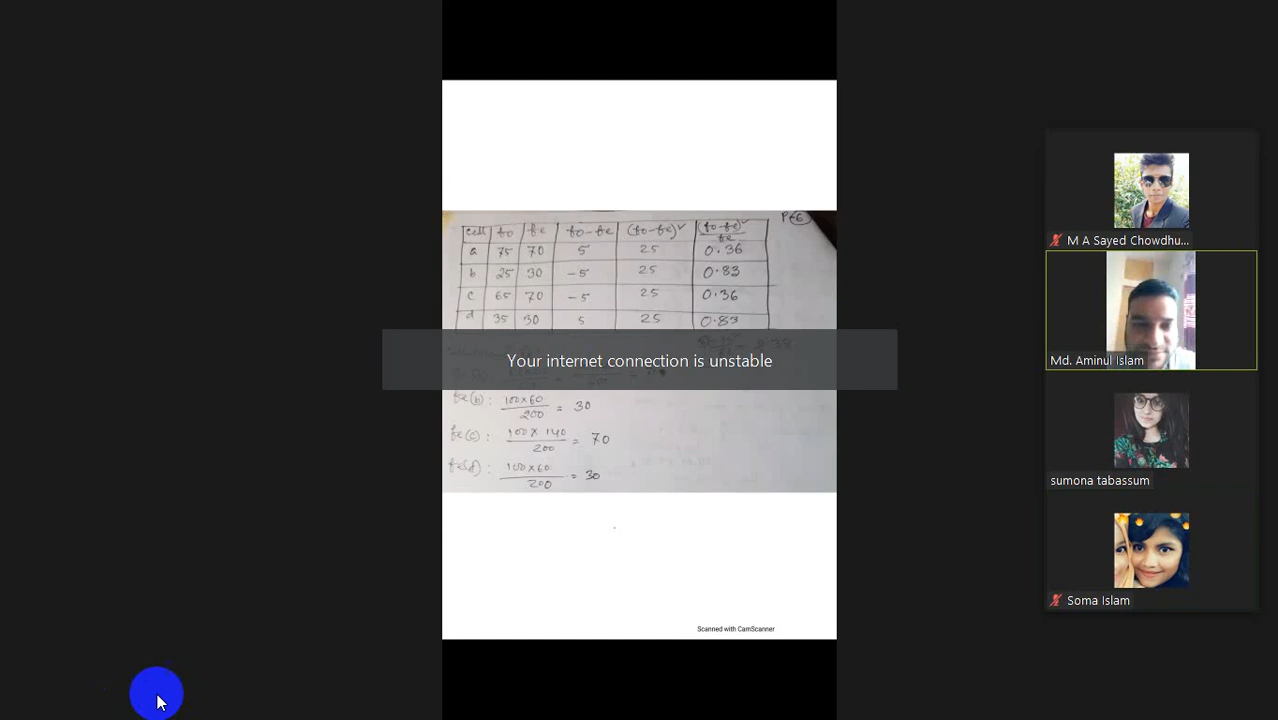 P-6
cell fo fe fo-fe (fo-fe)² (fo-fe)²/fe
a 75 70 5 25 0.36
b 25 30 -5 25 0.83
c 65 70 -5 25 0.36
d 35 30 5 25 0.83
Your internet connection is unstable
fe(b): 100×60/200 = 30
fe(c): 100×140/200 = 70
fe(d): 100×60/200 = 30
Scanned with CamScanner
M A Sayed Chowdhu...
Md. Aminul Islam
sumona tabassum
Soma Islam